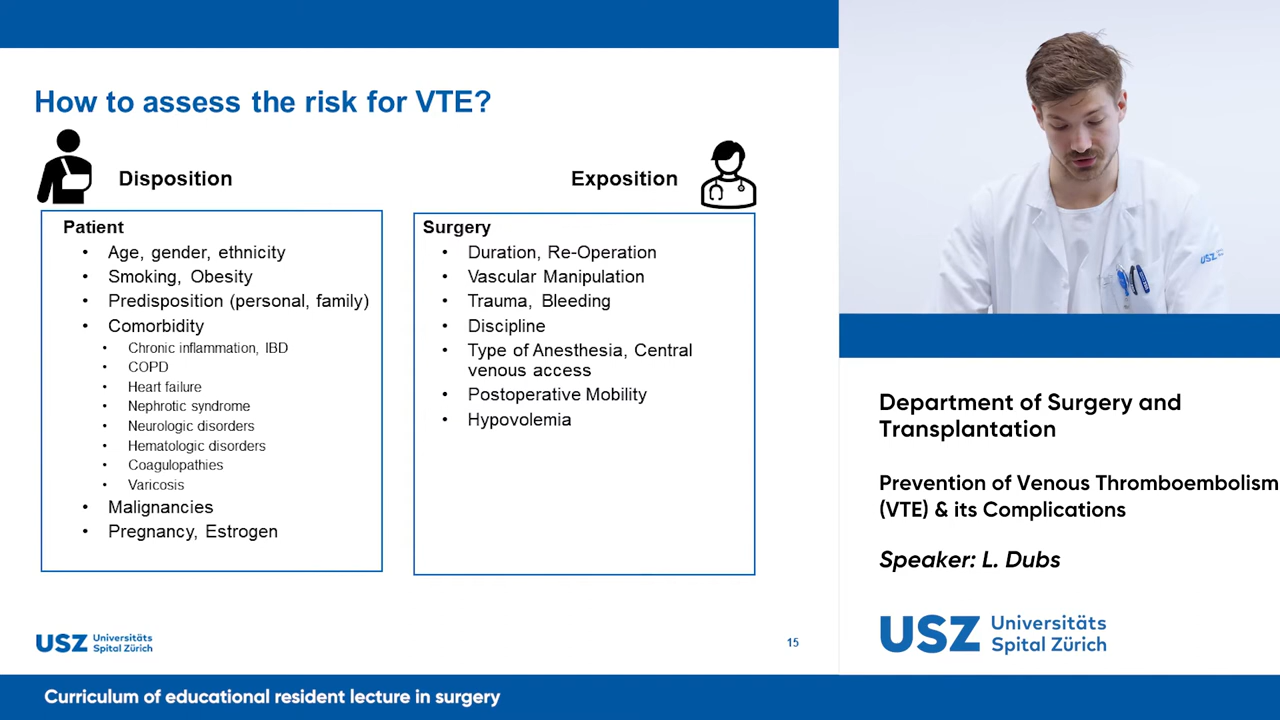 How to assess the risk for VTE?
Disposition
Patient
• Age, gender, ethnicity
• Smoking, Obesity
• Predisposition (personal, family)
• Comorbidity
• Chronic inflammation, IBD
• COPD
• Heart failure
• Nephrotic syndrome
• Neurologic disorders
• Hematologic disorders
• Coagulopathies
• Varicosis
• Malignancies
• Pregnancy, Estrogen
Exposition
Surgery
• Duration, Re-Operation
• Vascular Manipulation
• Trauma, Bleeding
• Discipline
• Type of Anesthesia, Central
venous access
• Postoperative Mobility
• Hypovolemia
USZ Universitäts
Spital Zürich
15
Curriculum of educational resident lecture in surgery
USZ
Department of Surgery and
Transplantation
Prevention of Venous Thromboembolism
(VTE) & its Complications
Speaker: L. Dubs
USZ Universitäts
Spital Zürich